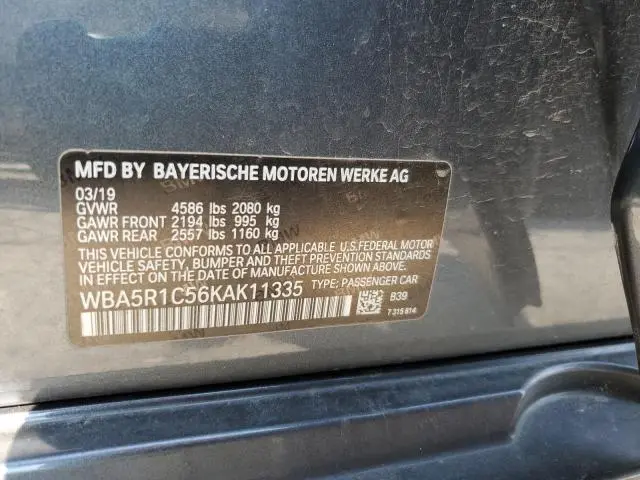 MFD BY BAYERISCHE MOTOREN WERKE AG
03/19
GVWR 4586 lbs 2080 kg
GAWR FRONT 2194 lbs 995 kg
GAWR REAR 2557 lbs 1160 kg
THIS VEHICLE CONFORMS TO ALL APPLICABLE U.S. FEDERAL MOTOR
VEHICLE SAFETY, BUMPER AND THEFT PREVENTION STANDARDS
IN EFFECT ON THE DATE OF MANUFACTURE SHOWN ABOVE.
WBA5R1C56KAK11335 TYPE: PASSENGER CAR
B39
7 315 814